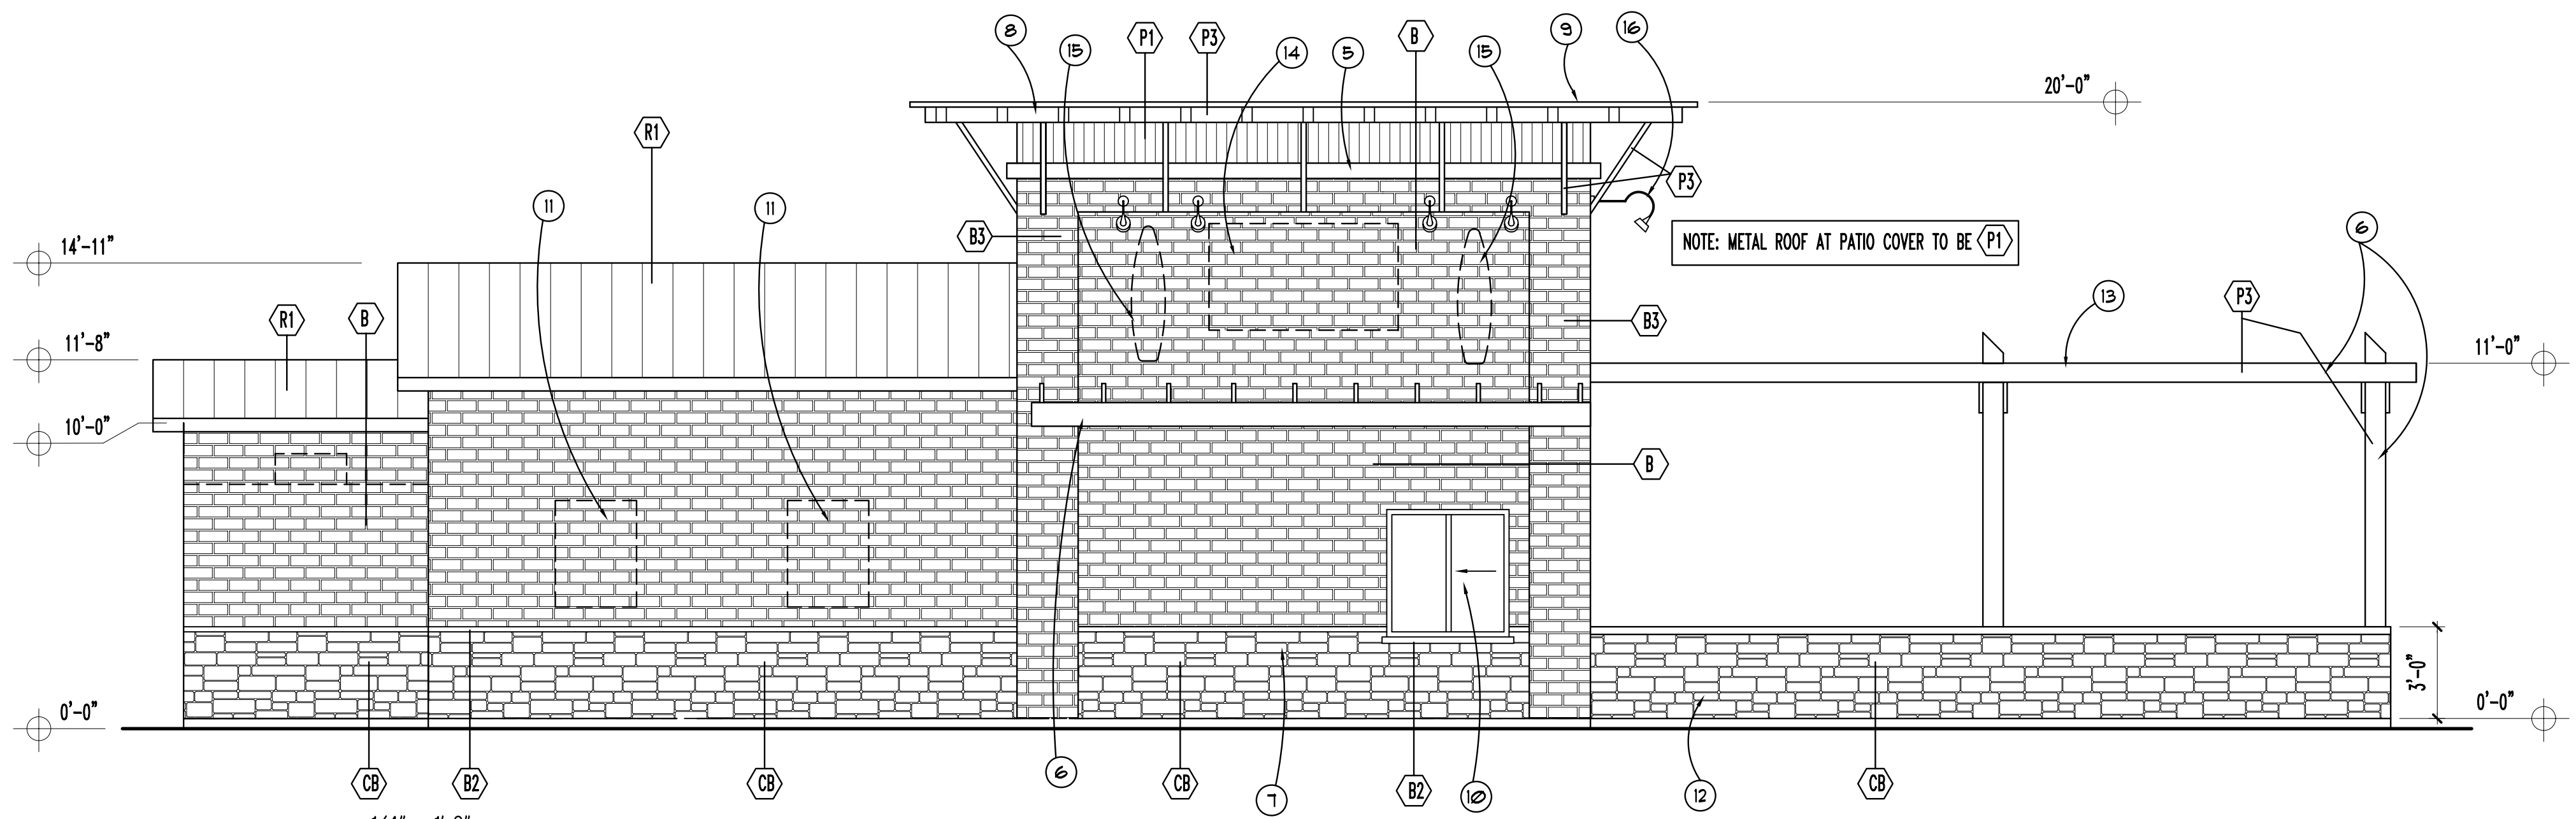 8
15
P1
P3
14
5
B
15
9
16
20'-0"
R1
P3
11
11
B3
NOTE: METAL ROOF AT PATIO COVER TO BE P1
6
14'-11"
R1
B
B3
13
P3
11'-8"
11'-0"
10'-0"
B
3'-0"
0'-0"
0'-0"
CB
B2
CB
6
CB
7
B2
10
12
CB